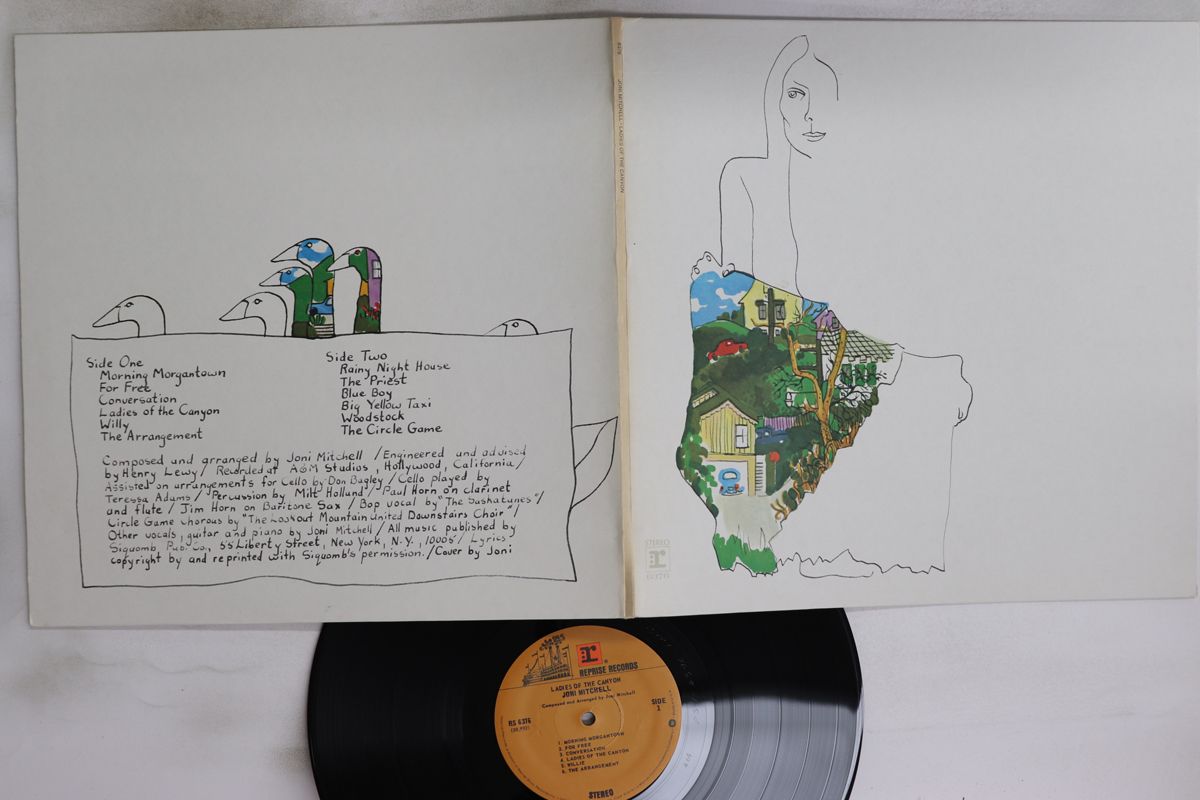 Side One
Morning Morgantown
For Free
Conversation
Ladies of the Canyon
Willy
The Arrangement
Side Two
Rainy Night House
The Priest
Blue Boy
Big Yellow Taxi
Woodstock
The Circle Game
Composed and arranged by Joni Mitchell / Engineered and advised
by Henry Lewy / Recorded at A&M Studios, Hollywood, California /
Assisted on arrangements for Cello by Don Bagley / Cello played by
Teressa Adams / Percussion by Milt Holland / Paul Horn on clarinet
and flute / Jim Horn on Baritone Sax / Bop vocal by "The Saskatunes" /
Circle Game chorous by "The Lookout Mountain United Downstairs Choir" /
Other vocals, guitar and piano by Joni Mitchell / All music published by
Siquomb Pub. Co., 55 Liberty Street, New York, N.Y., 10005 / Lyrics
copyright by and reprinted with Siquomb's permission. / Cover by Joni
6376 JONI MITCHELL • LADIES OF THE CANYON
STEREO
r
6376
r
REPRISE RECORDS
LADIES OF THE CANYON
JONI MITCHELL
Composed and Arranged by Joni Mitchell
RS 6376
SIDE
1
1. MORNING MORGANTOWN
2. FOR FREE
3. CONVERSATION
4. LADIES OF THE CANYON
5. WILLIE
6. THE ARRANGEMENT
STEREO